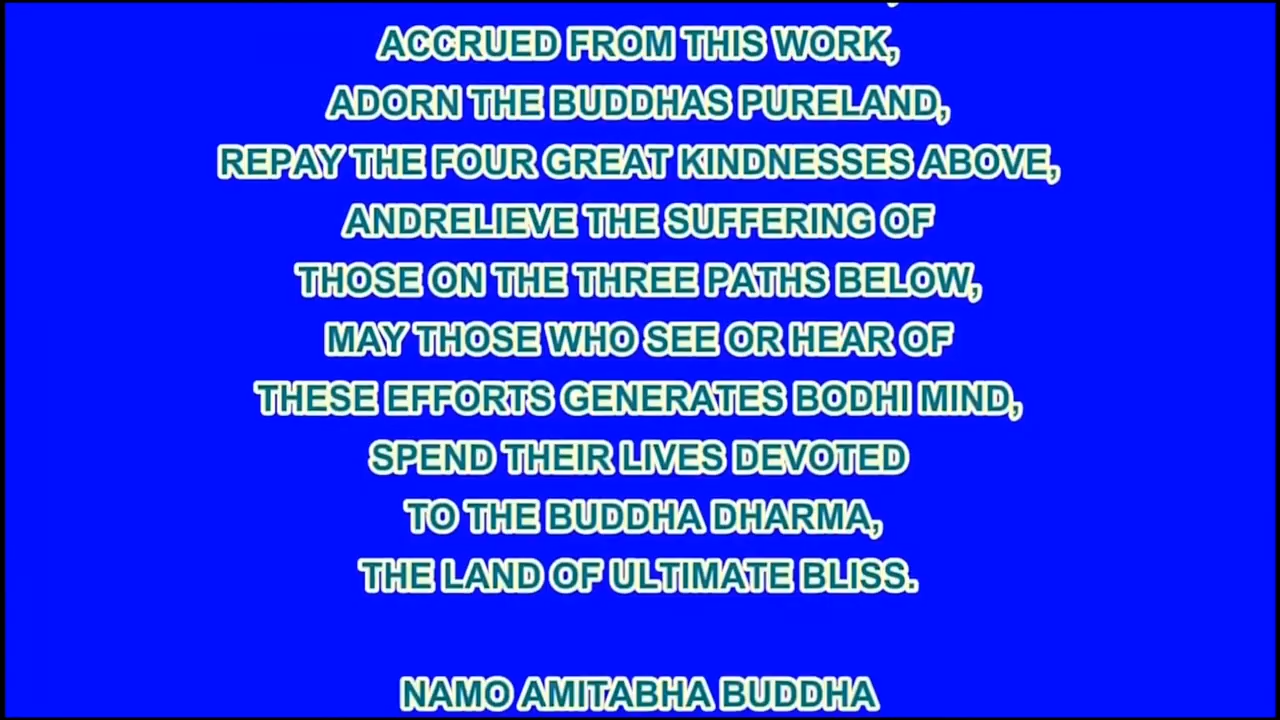 ACCRUED FROM THIS WORK,
ADORN THE BUDDHAS PURELAND,
REPAY THE FOUR GREAT KINDNESSES ABOVE,
ANDRELIEVE THE SUFFERING OF
THOSE ON THE THREE PATHS BELOW,
MAY THOSE WHO SEE OR HEAR OF
THESE EFFORTS GENERATES BODHI MIND,
SPEND THEIR LIVES DEVOTED
TO THE BUDDHA DHARMA,
THE LAND OF ULTIMATE BLISS.
NAMO AMITABHA BUDDHA